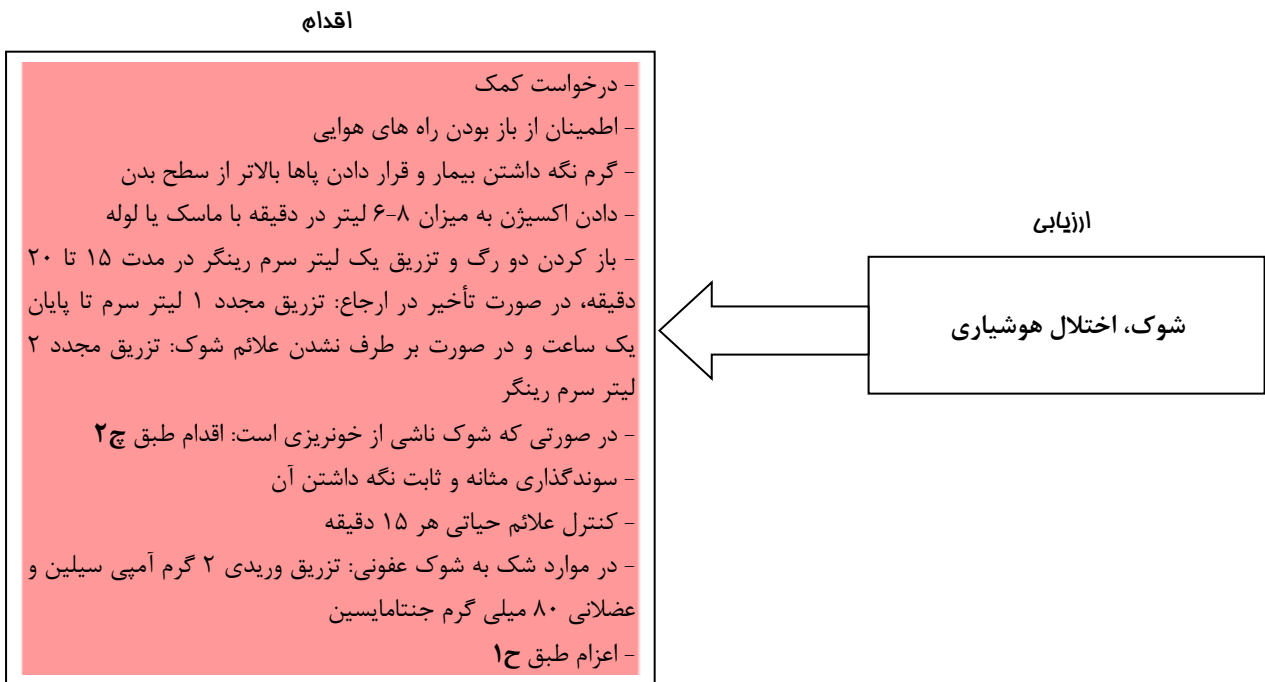 اقدام
- درخواست کمک
- اطمینان از باز بودن راه های هوایی
- گرم نگه داشتن بیمار و قرار دادن پاها بالاتر از سطح بدن
- دادن اکسیژن به میزان ۸-۶ لیتر در دقیقه با ماسک یا لوله
- باز کردن دو رگ و تزریق یک لیتر سرم رینگر در مدت ۱۵ تا ۲۰
دقیقه، در صورت تأخیر در ارجاع: تزریق مجدد ۱ لیتر سرم تا پایان
یک ساعت و در صورت بر طرف نشدن علائم شوک: تزریق مجدد ۲
لیتر سرم رینگر
- در صورتی که شوک ناشی از خونریزی است: اقدام طبق چ۲
- سوندگذاری مثانه و ثابت نگه داشتن آن
- کنترل علائم حیاتی هر ۱۵ دقیقه
- در موارد شک به شوک عفونی: تزریق وریدی ۲ گرم آمپی سیلین و
عضلانی ۸۰ میلی گرم جنتامایسین
- اعزام طبق ح۱
ارزیابی
شوک، اختلال هوشیاری